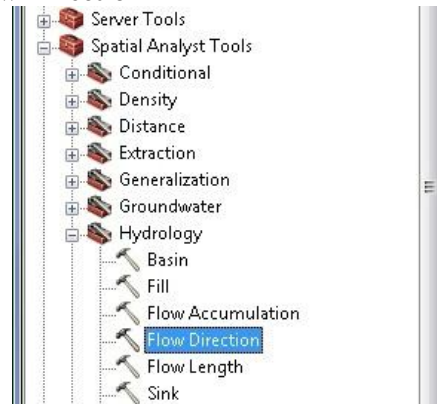 Server Tools
Spatial Analyst Tools
Conditional
Density
Distance
Extraction
Generalization
Groundwater
Hydrology
Basin
Fill
Flow Accumulation
Flow Direction
Flow Length
Sink